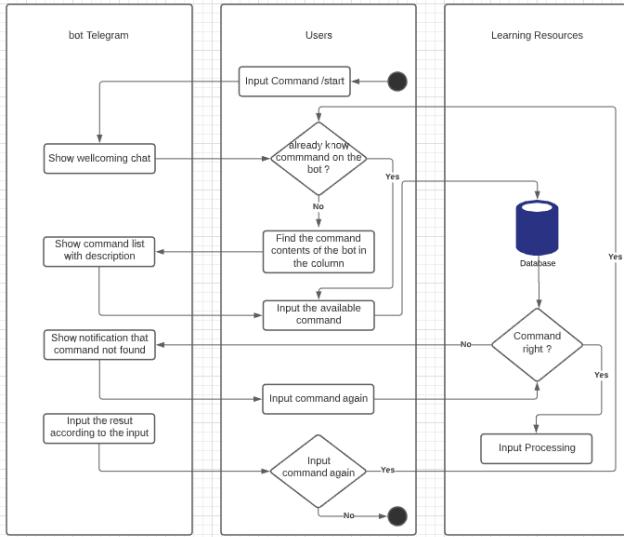 bot Telegram
Users
Learning Resources
Input Command /start
Show wellcoming chat
already know
commmand on the
bot ?
Yes
No
Find the command
contents of the bot in
the column
Show command list
with description
Database
Yes
Input the available
command
Show notification that
command not found
No
Command
right ?
Yes
Input command again
Input the resut
according to the input
Input Processing
Input
command again
Yes
No